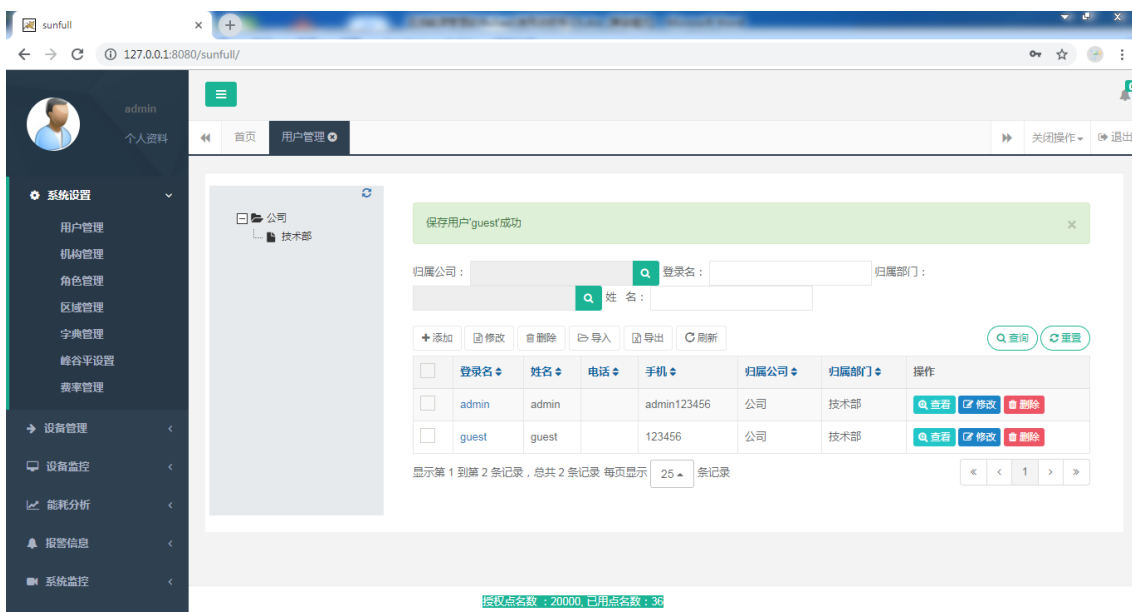 sunfull
127.0.0.1:8080/sunfull/
admin
个人资料
首页 用户管理 关闭操作 退出
系统设置
用户管理
机构管理
角色管理
区域管理
字典管理
峰谷平设置
费率管理
设备管理
设备监控
能耗分析
报警信息
系统监控
公司
技术部
保存用户'guest'成功
归属公司： 登录名： 归属部门：
姓 名：
添加 修改 删除 导入 导出 刷新 查询 重置
登录名 姓名 电话 手机 归属公司 归属部门 操作
admin admin admin123456 公司 技术部 查看 修改 删除
guest guest 123456 公司 技术部 查看 修改 删除
显示第 1 到第 2 条记录，总共 2 条记录 每页显示 25 条记录 « ‹ 1 › »
授权点名数：20000, 已用点名数：36